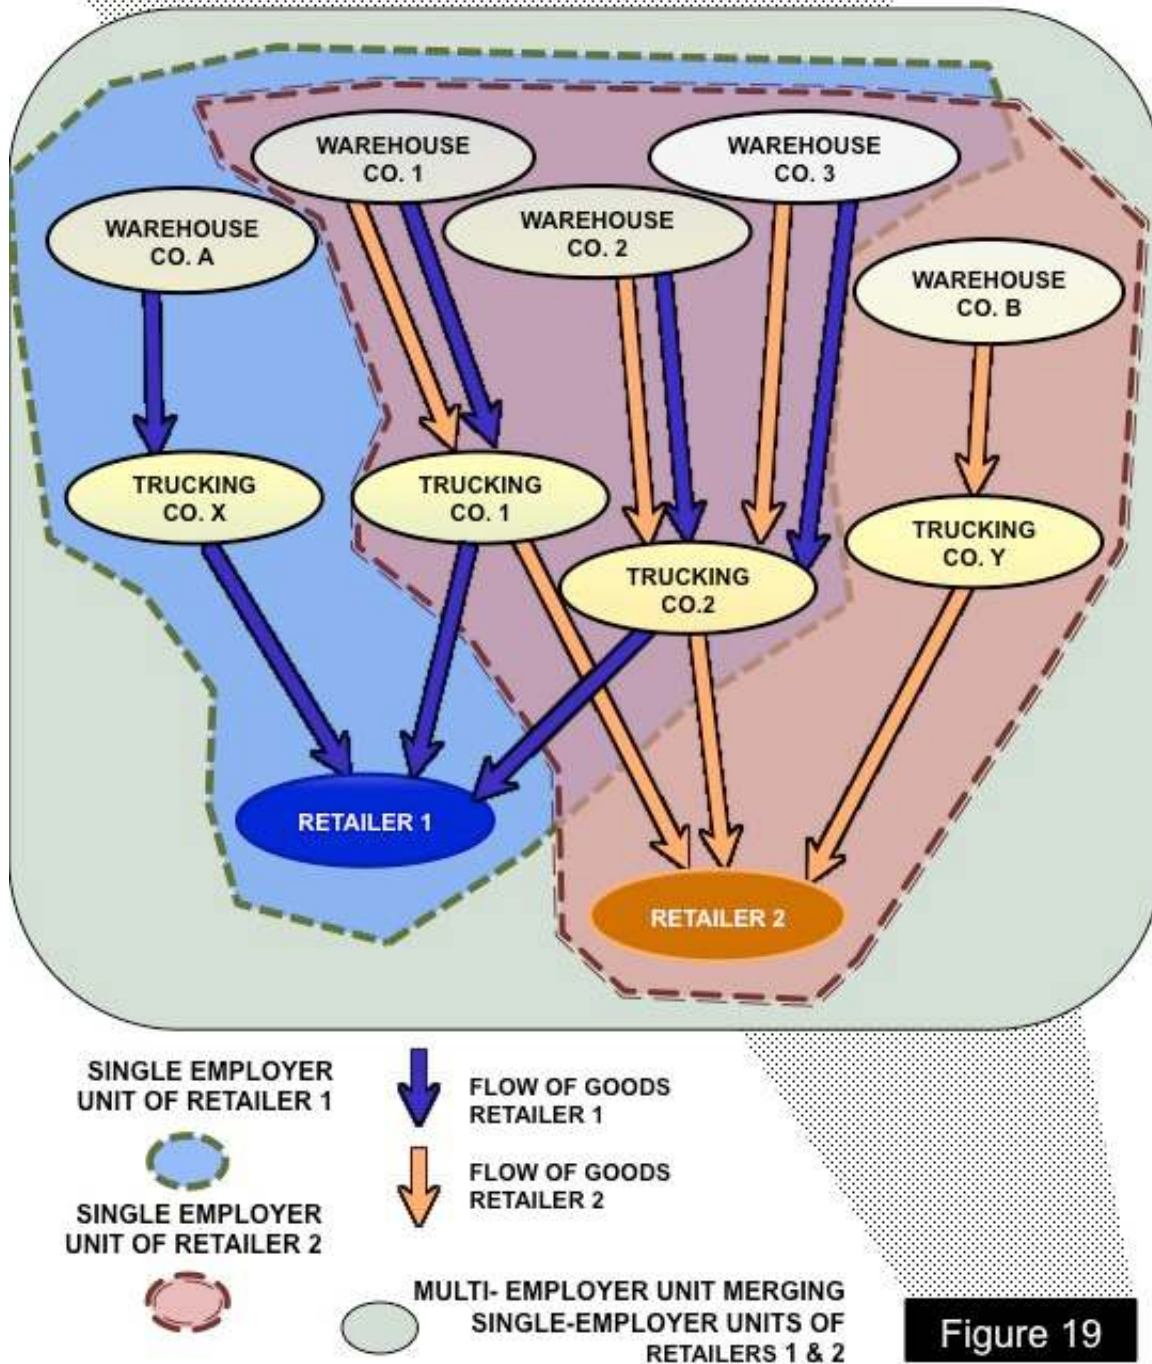 WAREHOUSE
CO. 1
WAREHOUSE
CO. 3
WAREHOUSE
CO. A
WAREHOUSE
CO. 2
WAREHOUSE
CO. B
TRUCKING
CO. X
TRUCKING
CO. 1
TRUCKING
CO. Y
TRUCKING
CO.2
RETAILER 1
RETAILER 2
SINGLE EMPLOYER
UNIT OF RETAILER 1
FLOW OF GOODS
RETAILER 1
FLOW OF GOODS
RETAILER 2
SINGLE EMPLOYER
UNIT OF RETAILER 2
MULTI- EMPLOYER UNIT MERGING
SINGLE-EMPLOYER UNITS OF
RETAILERS 1 & 2
Figure 19